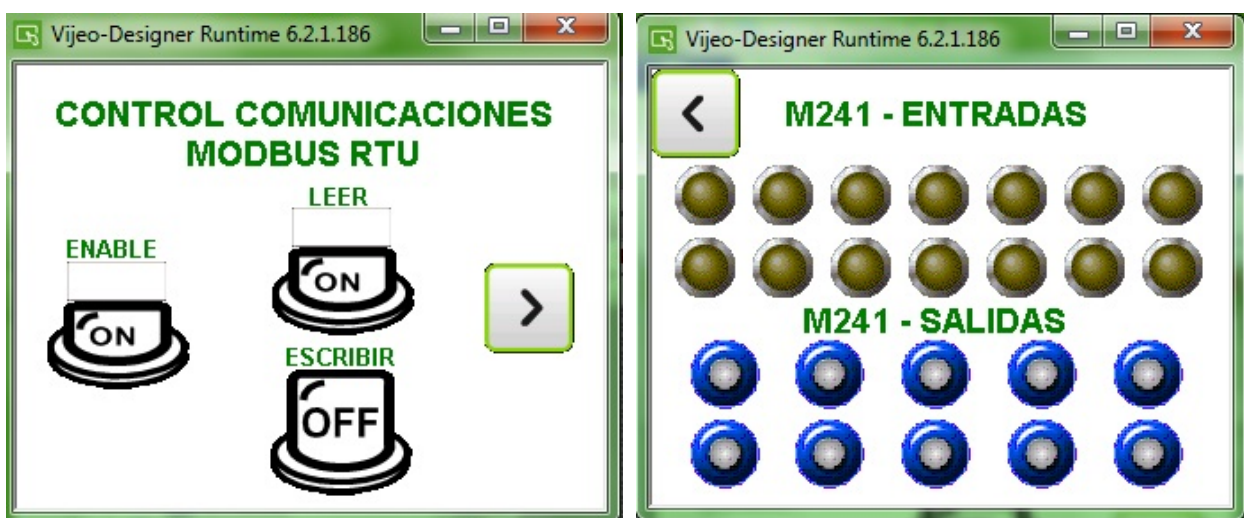 Vijeo-Designer Runtime 6.2.1.186
CONTROL COMUNICACIONES
MODBUS RTU
LEER
ENABLE
ON
ON
ESCRIBIR
OFF
Vijeo-Designer Runtime 6.2.1.186
M241 - ENTRADAS
M241 - SALIDAS